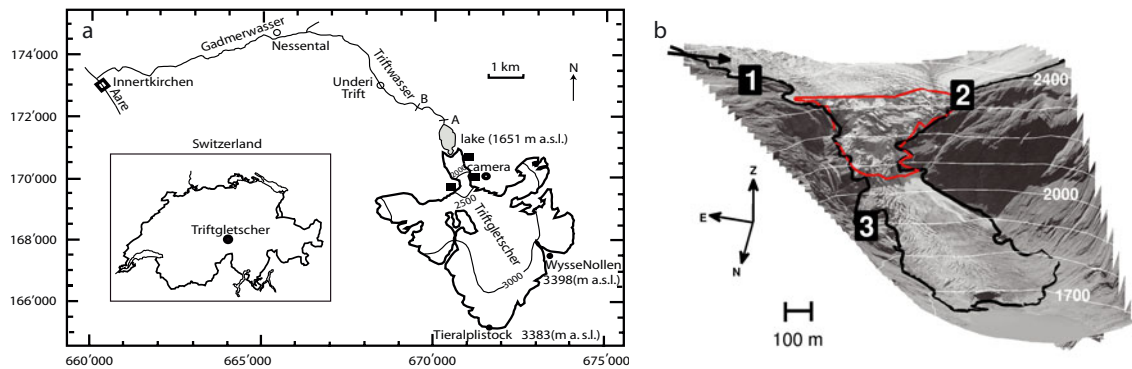 a
174’000
172’000
170’000
168’000
166’000
660’000
665’000
670’000
675’000
Gadmerwasser
Nessental
Innertkirchen
Aare
Triftwasser
Underi
Trift
B
A
1 km
N
lake (1651 m a.s.l.)
camera
2500
Triftgletscher
3000
WysseNollen
3398(m a.s.l.)
Tieralplistock 3383(m a. s.l.)
Switzerland
Triftgletscher
b
1
2
3
2400
2000
1700
Z
E
N
100 m